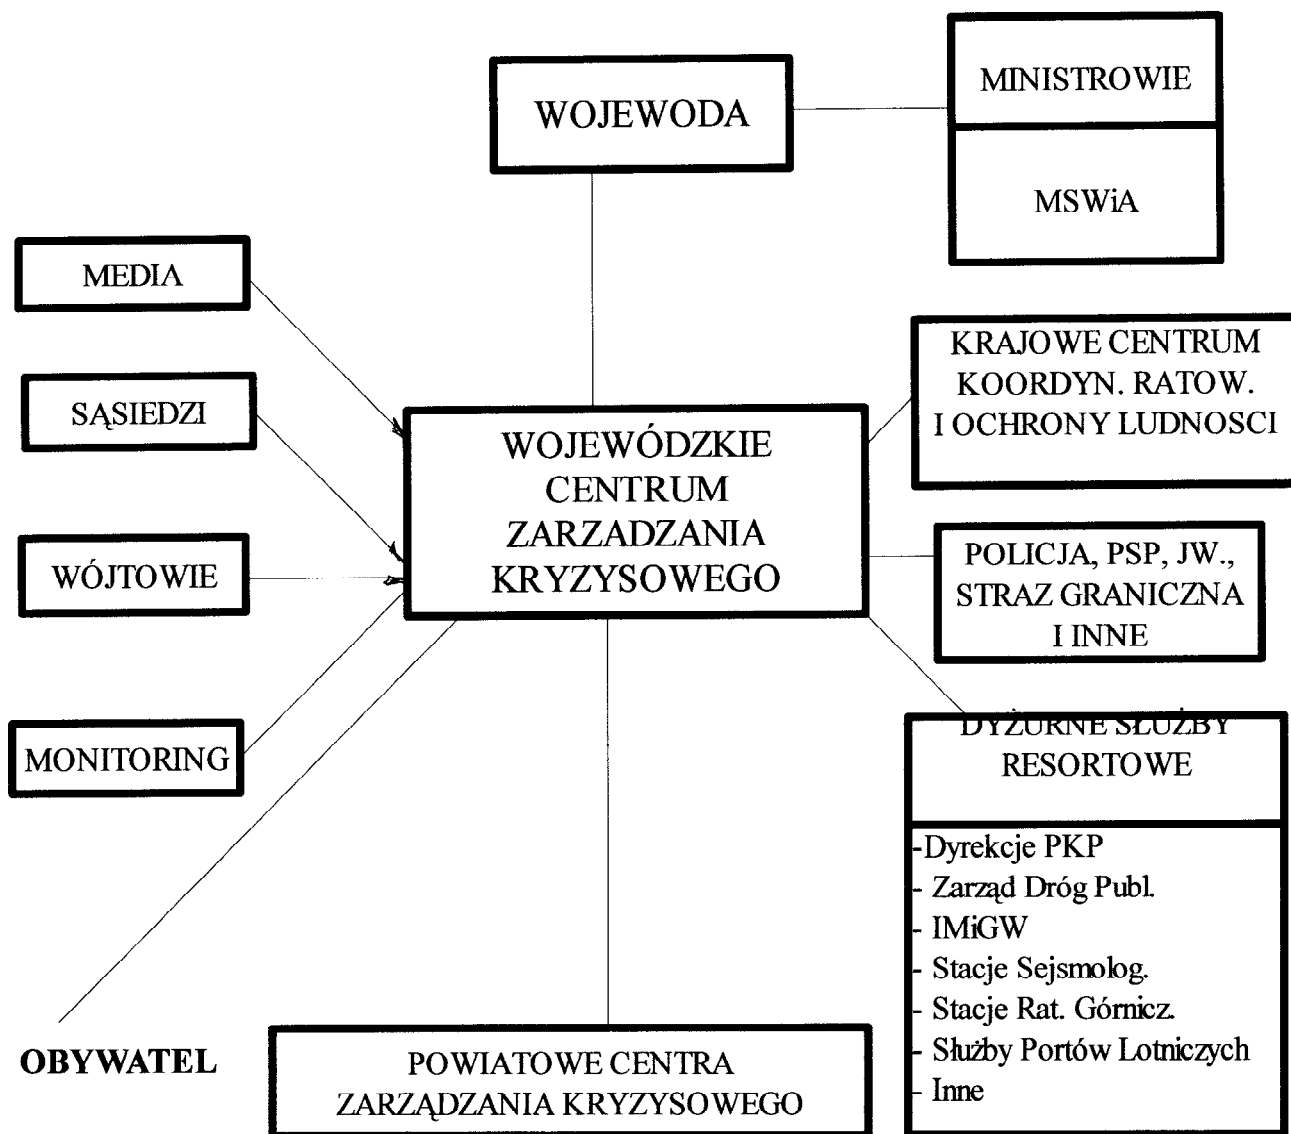 WOJEWODA
MINISTROWIE
MSWiA
MEDIA
SĄSIEDZI
WÓJTOWIE
MONITORING
OBYWATEL
WOJEWÓDZKIE
CENTRUM
ZARZADZANIA
KRYZYSOWEGO
KRAJOWE CENTRUM
KOORDYN. RATOW.
I OCHRONY LUDNOSCI
POLICJA, PSP, JW.,
STRAZ GRANICZNA
I INNE
DYŻURNE SŁUŻBY
RESORTOWE
-Dyrekcje PKP
- Zarząd Dróg Publ.
- IMiGW
- Stacje Sejsmolog.
- Stacje Rat. Górnicz.
- Służby Portów Lotniczych
- Inne
POWIATOWE CENTRA
ZARZĄDZANIA KRYZYSOWEGO